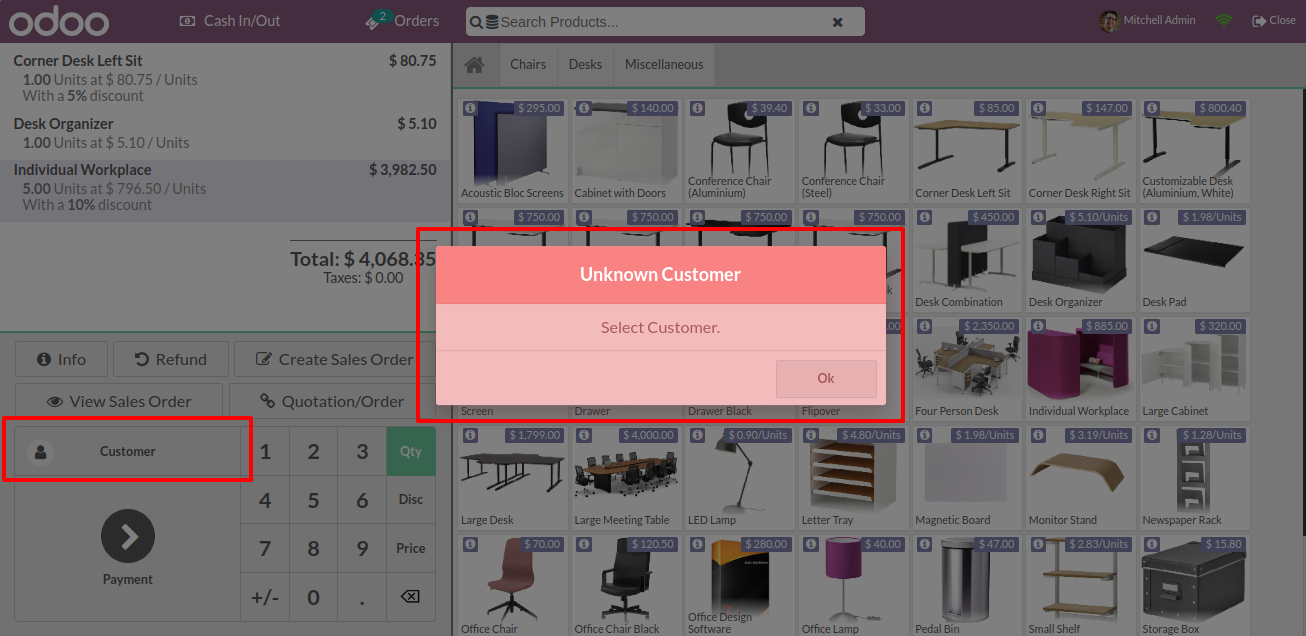 odoo
Cash In/Out
2
Orders
Search Products...
Mitchell Admin
Close
Corner Desk Left Sit $ 80.75
1.00 Units at $ 80.75 / Units
With a 5% discount
Desk Organizer $ 5.10
1.00 Units at $ 5.10 / Units
Individual Workplace $ 3,982.50
5.00 Units at $ 796.50 / Units
With a 10% discount
Total: $ 4,068.35
Taxes: $ 0.00
Info
Refund
Create Sales Order
View Sales Order
Quotation/Order
Customer
1 2 3 Qty
4 5 6 Disc
7 8 9 Price
+/- 0 .
Payment
Chairs
Desks
Miscellaneous
$ 295.00
Acoustic Bloc Screens
$ 140.00
Cabinet with Doors
$ 39.40
Conference Chair
(Aluminium)
$ 33.00
Conference Chair
(Steel)
$ 85.00
Corner Desk Left Sit
$ 147.00
Corner Desk Right Sit
$ 800.40
Customizable Desk
(Aluminium, White)
$ 750.00
$ 750.00
$ 750.00
$ 750.00
k
$ 450.00
Desk Combination
$ 5.10/Units
Desk Organizer
$ 1.98/Units
Desk Pad
Unknown Customer
Select Customer.
Ok
Screen
Drawer
Drawer Black
.00
Flipover
$ 2,350.00
Four Person Desk
$ 885.00
Individual Workplace
$ 320.00
Large Cabinet
$ 1,799.00
Large Desk
$ 4,000.00
Large Meeting Table
$ 0.90/Units
LED Lamp
$ 4.80/Units
Letter Tray
$ 1.98/Units
Magnetic Board
$ 3.19/Units
Monitor Stand
$ 1.28/Units
Newspaper Rack
$ 70.00
Office Chair
$ 120.50
Office Chair Black
$ 280.00
Office Design
Software
$ 40.00
Office Lamp
$ 47.00
Pedal Bin
$ 2.83/Units
Small Shelf
$ 15.80
Storage Box